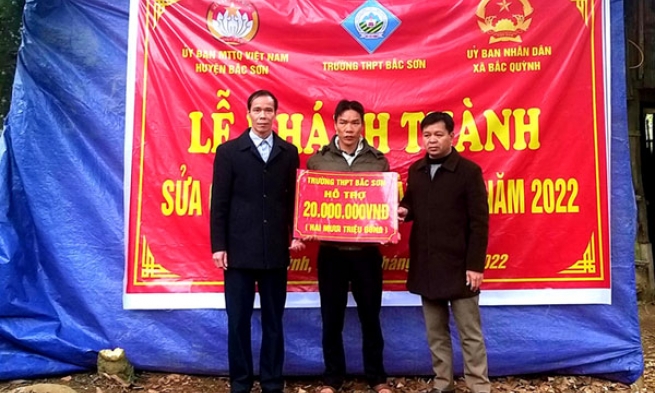 ỦY BAN MTTQ VIỆT NAM
HUYỆN BẮC SƠN
TRƯỜNG THPT BẮC SƠN
ỦY BAN NHÂN DÂN
XÃ BẮC QUỲNH
LỄ KHÁNH THÀNH
SỬA NĂM 2022
TRƯỜNG THPT BẮC SƠN
HỖ TRỢ
20.000.000VNĐ
( HAI MƯƠI TRIỆU ĐỒNG )
2022